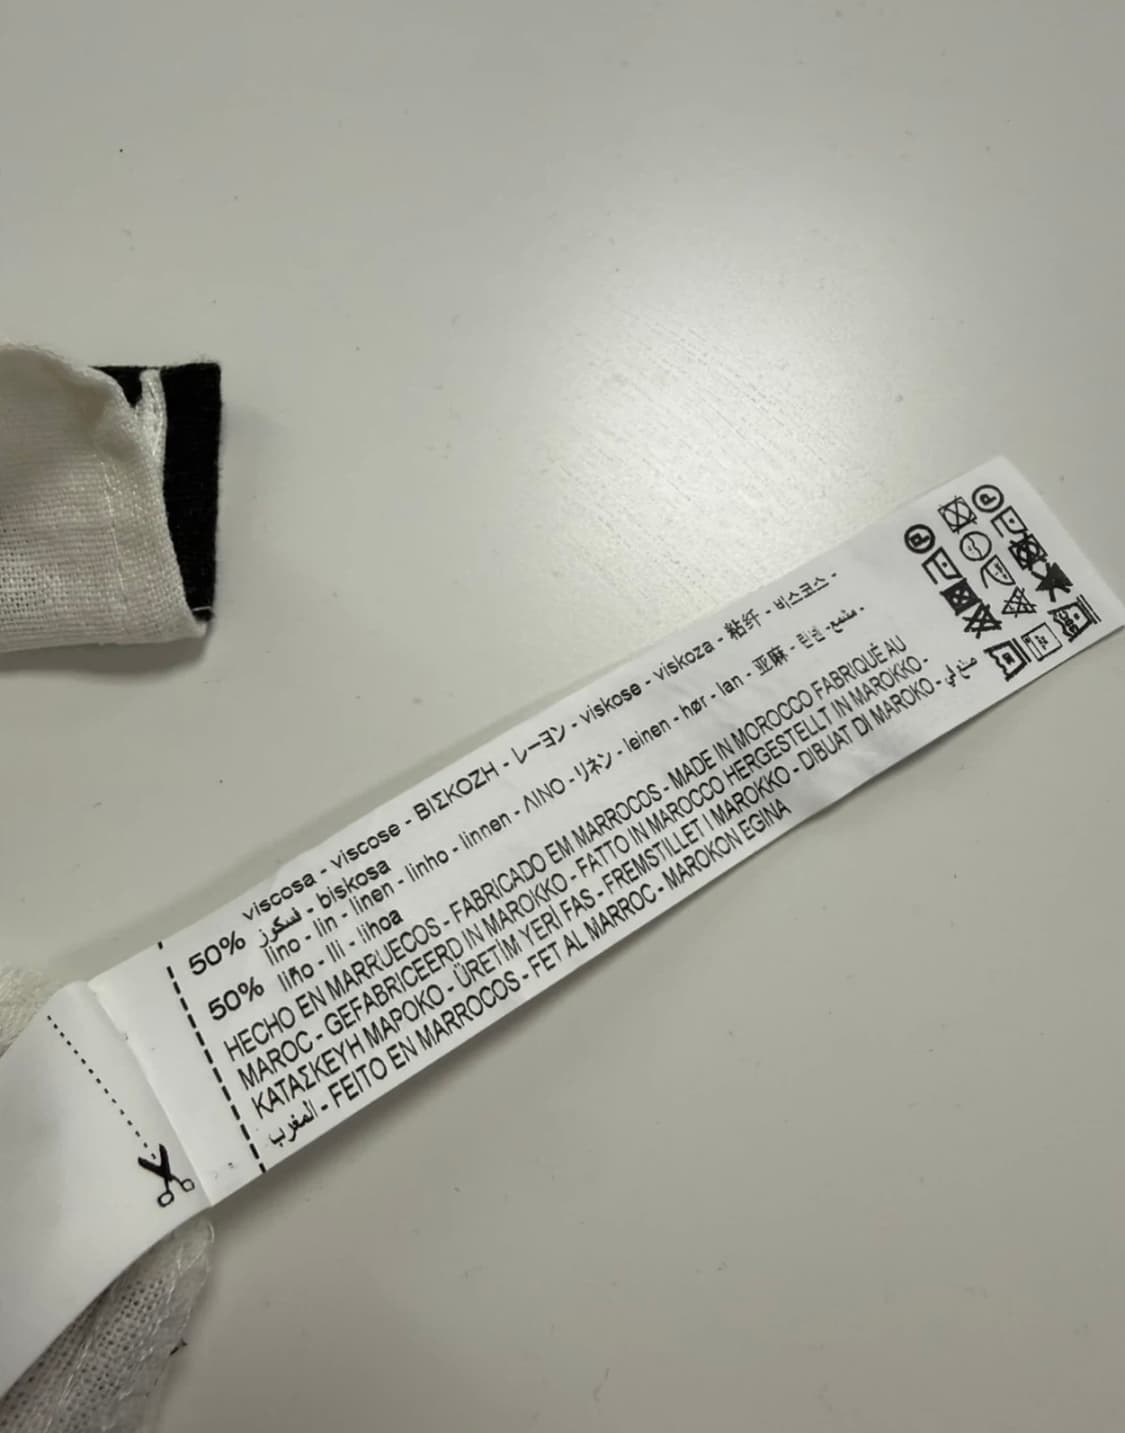 50% viscosa - viscose - ΒΙΣΚΟΖΗ - レーヨン - viskose - viskoza - 粘纤 - 비스코스 -
فسكوز - biskosa
50% lino - lin - linen - linho - linnen - ΛΙΝΟ - リネン - leinen - hør - lan - 亚麻 - 린넨 -
liño - lli - lihoa
HECHO EN MARRUECOS - FABRICADO EM MARROCOS - MADE IN MOROCCO FABRIQUÉ AU
MAROC - GEFABRICEERD IN MAROKKO - FATTO IN MAROCCO HERGESTELLT IN MAROKKO -
ΚΑΤΑΣΚΕΥΗ ΜΑΡΟΚΟ - ÜRETİM YERİ FAS - FREMSTILLET I MAROKKO - DIBUAT DI MAROKO -
المغرب - FEITO EN MARROCOS - FET AL MARROC - MAROKON EGINA
P
P